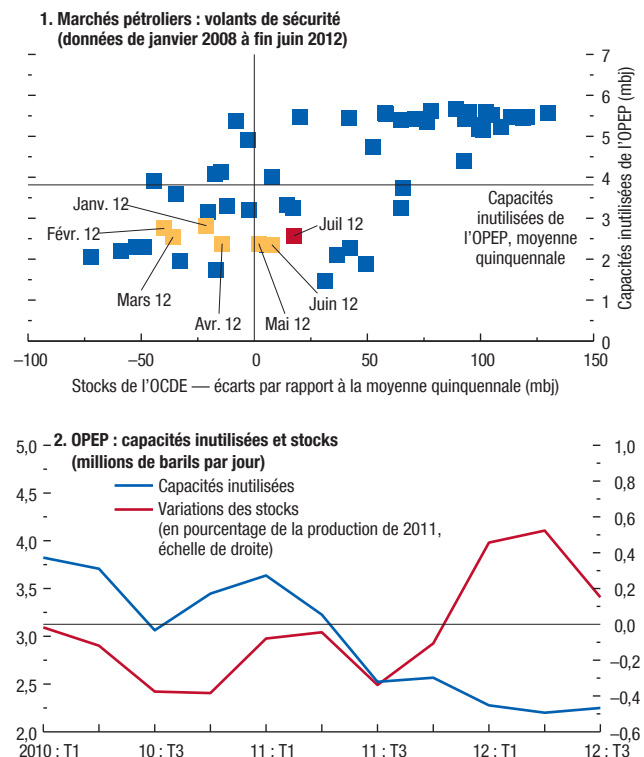 1. Marchés pétroliers : volants de sécurité
(données de janvier 2008 à fin juin 2012)
7
6
5
4
3
2
1
0
Capacités inutilisées de l'OPEP (mbj)
Capacités
inutilisées de
l'OPEP, moyenne
quinquennale
Janv. 12
Févr. 12
Mars 12
Avr. 12
Mai 12
Juin 12
Juil 12
–100
–50
0
50
100
150
Stocks de l'OCDE — écarts par rapport à la moyenne quinquennale (mbj)
2. OPEP : capacités inutilisées et stocks
(millions de barils par jour)
Capacités inutilisées
Variations des stocks
(en pourcentage de la production de 2011,
échelle de droite)
5,0
4,5
4,0
3,5
3,0
2,5
2,0
1,0
0,8
0,6
0,4
0,2
0,0
–0,2
–0,4
–0,6
2010 : T1
10 : T3
11 : T1
11 : T3
12 : T1
12 : T3